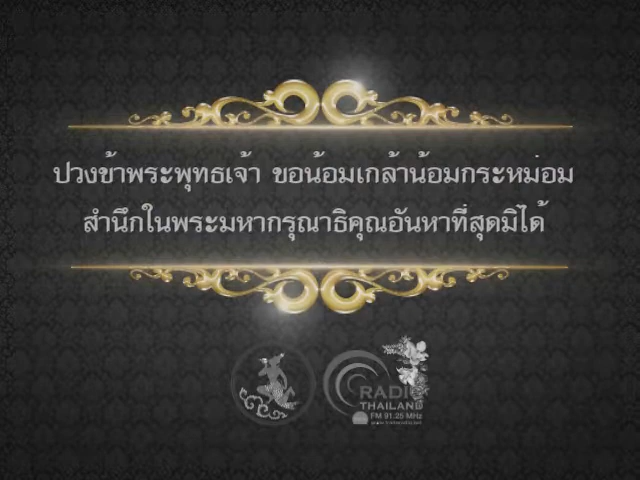 ปวงข้าพระพุทธเจ้า ขอน้อมเกล้าน้อมกระหม่อม
สำนึกในพระมหากรุณาธิคุณอันหาที่สุดมิได้
RADIO
THAILAND
FM 91.25 MHz